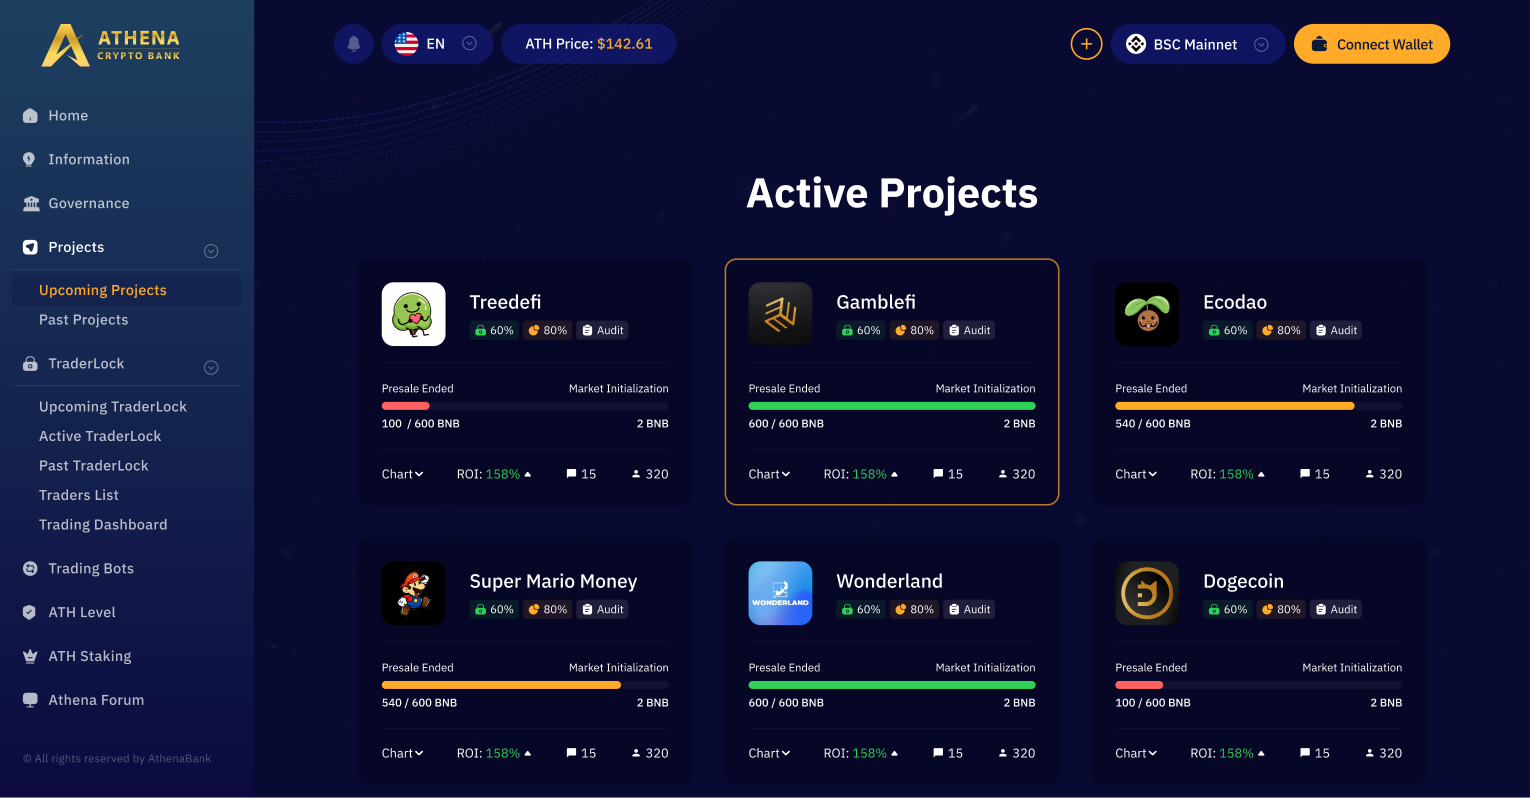 ATHENA
CRYPTO BANK
Home
Information
Governance
Projects
Upcoming Projects
Past Projects
TraderLock
Upcoming TraderLock
Active TraderLock
Past TraderLock
Traders List
Trading Dashboard
Trading Bots
ATH Level
ATH Staking
Athena Forum
© All rights reserved by AthenaBank
EN
ATH Price: $142.61
BSC Mainnet
Connect Wallet
Active Projects
Treedefi
60% 80% Audit
Presale Ended Market Initialization
100 / 600 BNB 2 BNB
Chart ROI: 158% 15 320
Gamblefi
60% 80% Audit
Presale Ended Market Initialization
600 / 600 BNB 2 BNB
Chart ROI: 158% 15 320
Ecodao
60% 80% Audit
Presale Ended Market Initialization
540 / 600 BNB 2 BNB
Chart ROI: 158% 15 320
Super Mario Money
60% 80% Audit
Presale Ended Market Initialization
540 / 600 BNB 2 BNB
Chart ROI: 158% 15 320
WONDERLAND
Wonderland
60% 80% Audit
Presale Ended Market Initialization
600 / 600 BNB 2 BNB
Chart ROI: 158% 15 320
Dogecoin
60% 80% Audit
Presale Ended Market Initialization
100 / 600 BNB 2 BNB
Chart ROI: 158% 15 320